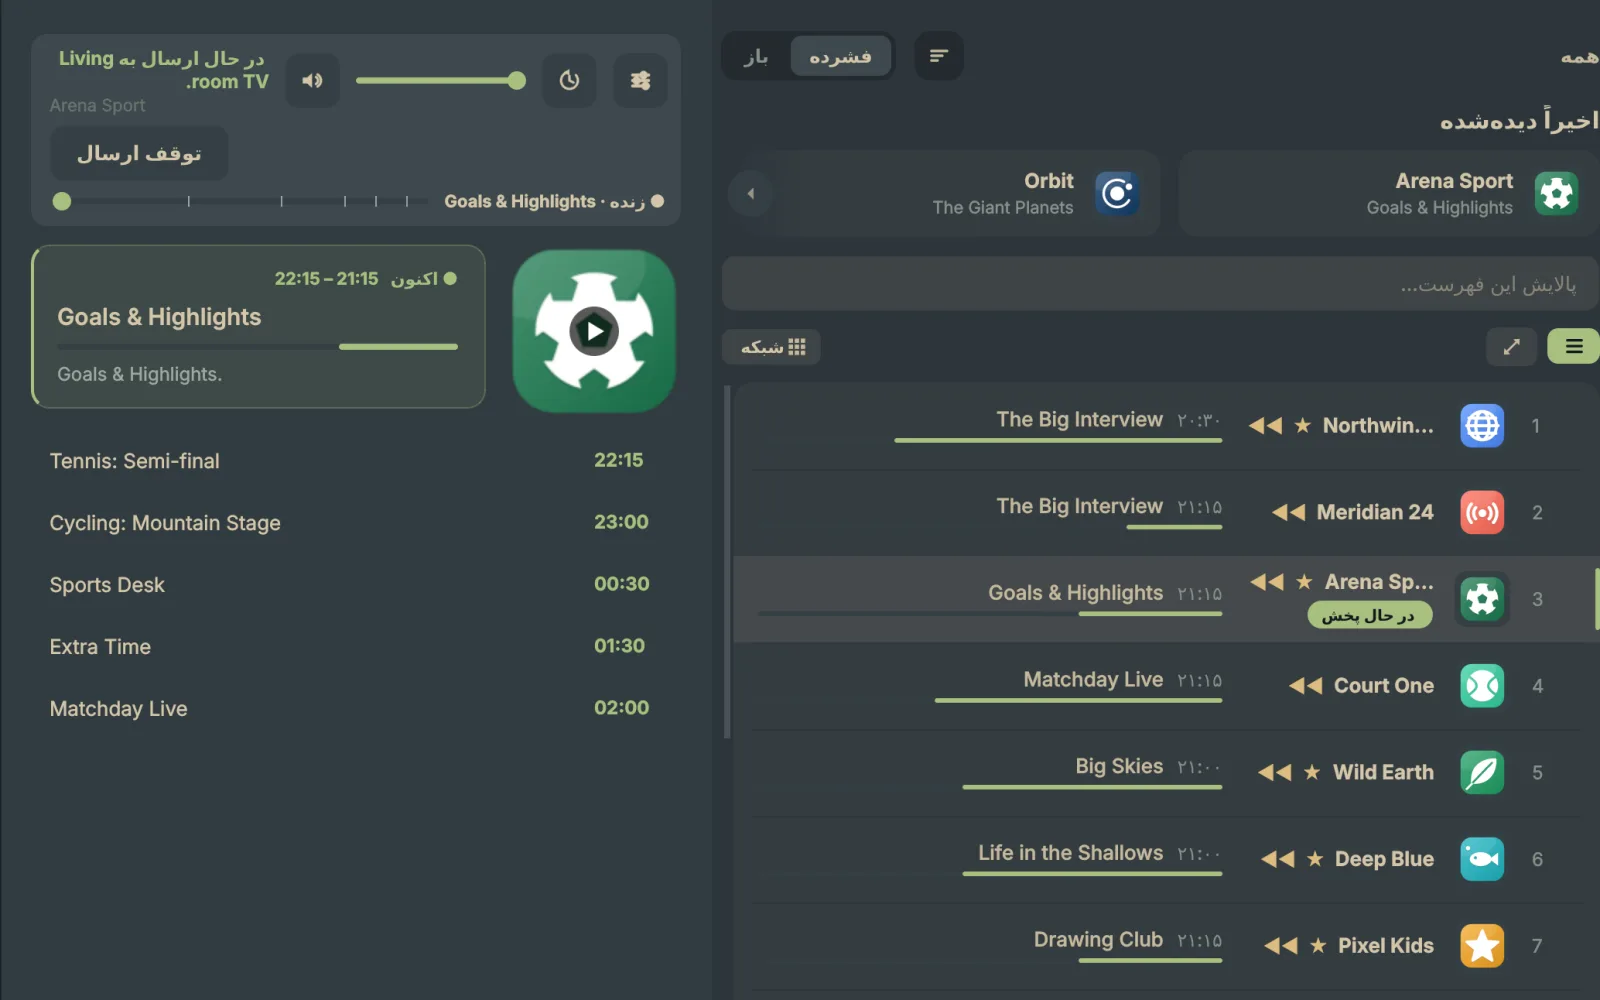 همه
فشرده
باز
اخیراً دیده‌شده
Arena Sport
Goals & Highlights
Orbit
The Giant Planets
پالایش این فهرست...
شبکه
1
Northwin...
۲۰:۳۰ The Big Interview
2
Meridian 24
۲۱:۱۵ The Big Interview
3
Arena Sp...
در حال پخش
۲۱:۱۵ Goals & Highlights
4
Court One
۲۱:۱۵ Matchday Live
5
Wild Earth
۲۱:۰۰ Big Skies
6
Deep Blue
۲۱:۰۰ Life in the Shallows
7
Pixel Kids
۲۱:۱۵ Drawing Club
در حال ارسال به Living
room TV.
Arena Sport
توقف ارسال
زنده · Goals & Highlights
اکنون 21:15 – 22:15
Goals & Highlights
Goals & Highlights.
Tennis: Semi-final 22:15
Cycling: Mountain Stage 23:00
Sports Desk 00:30
Extra Time 01:30
Matchday Live 02:00